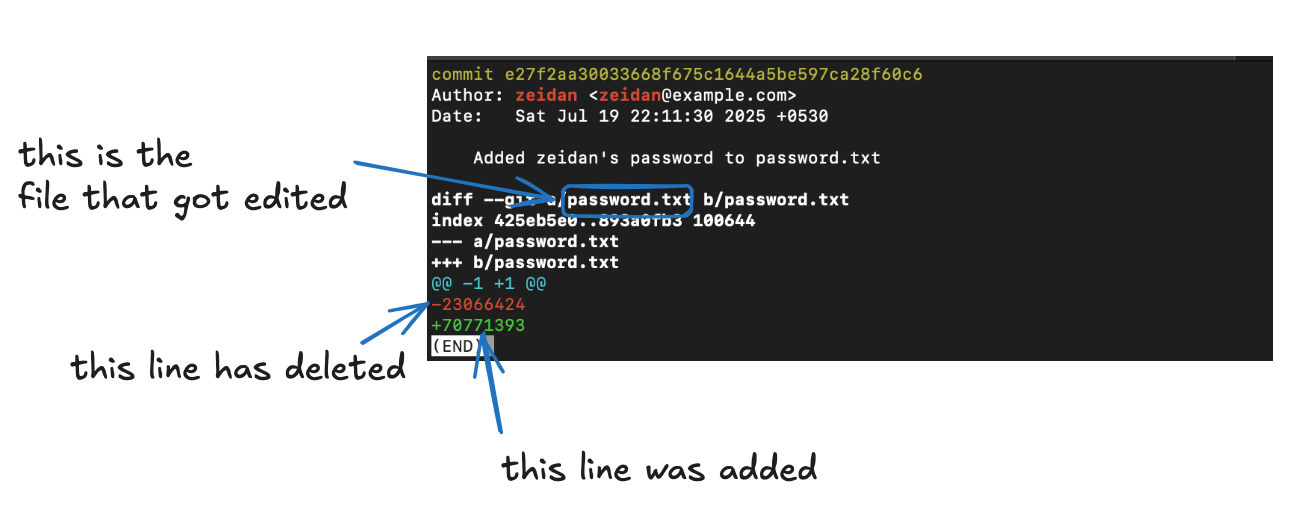 commit e27f2aa30033668f675c1644a5be597ca28f60c6
Author: zeidan <zeidan@example.com>
Date:   Sat Jul 19 22:11:30 2025 +0530
Added zeidan's password to password.txt
this is the
file that got edited
diff --git a/password.txt b/password.txt
index 425eb5e0..893a0fb3 100644
--- a/password.txt
+++ b/password.txt
@@ -1 +1 @@
-23066424
+70771393
(END)
this line has deleted
this line was added